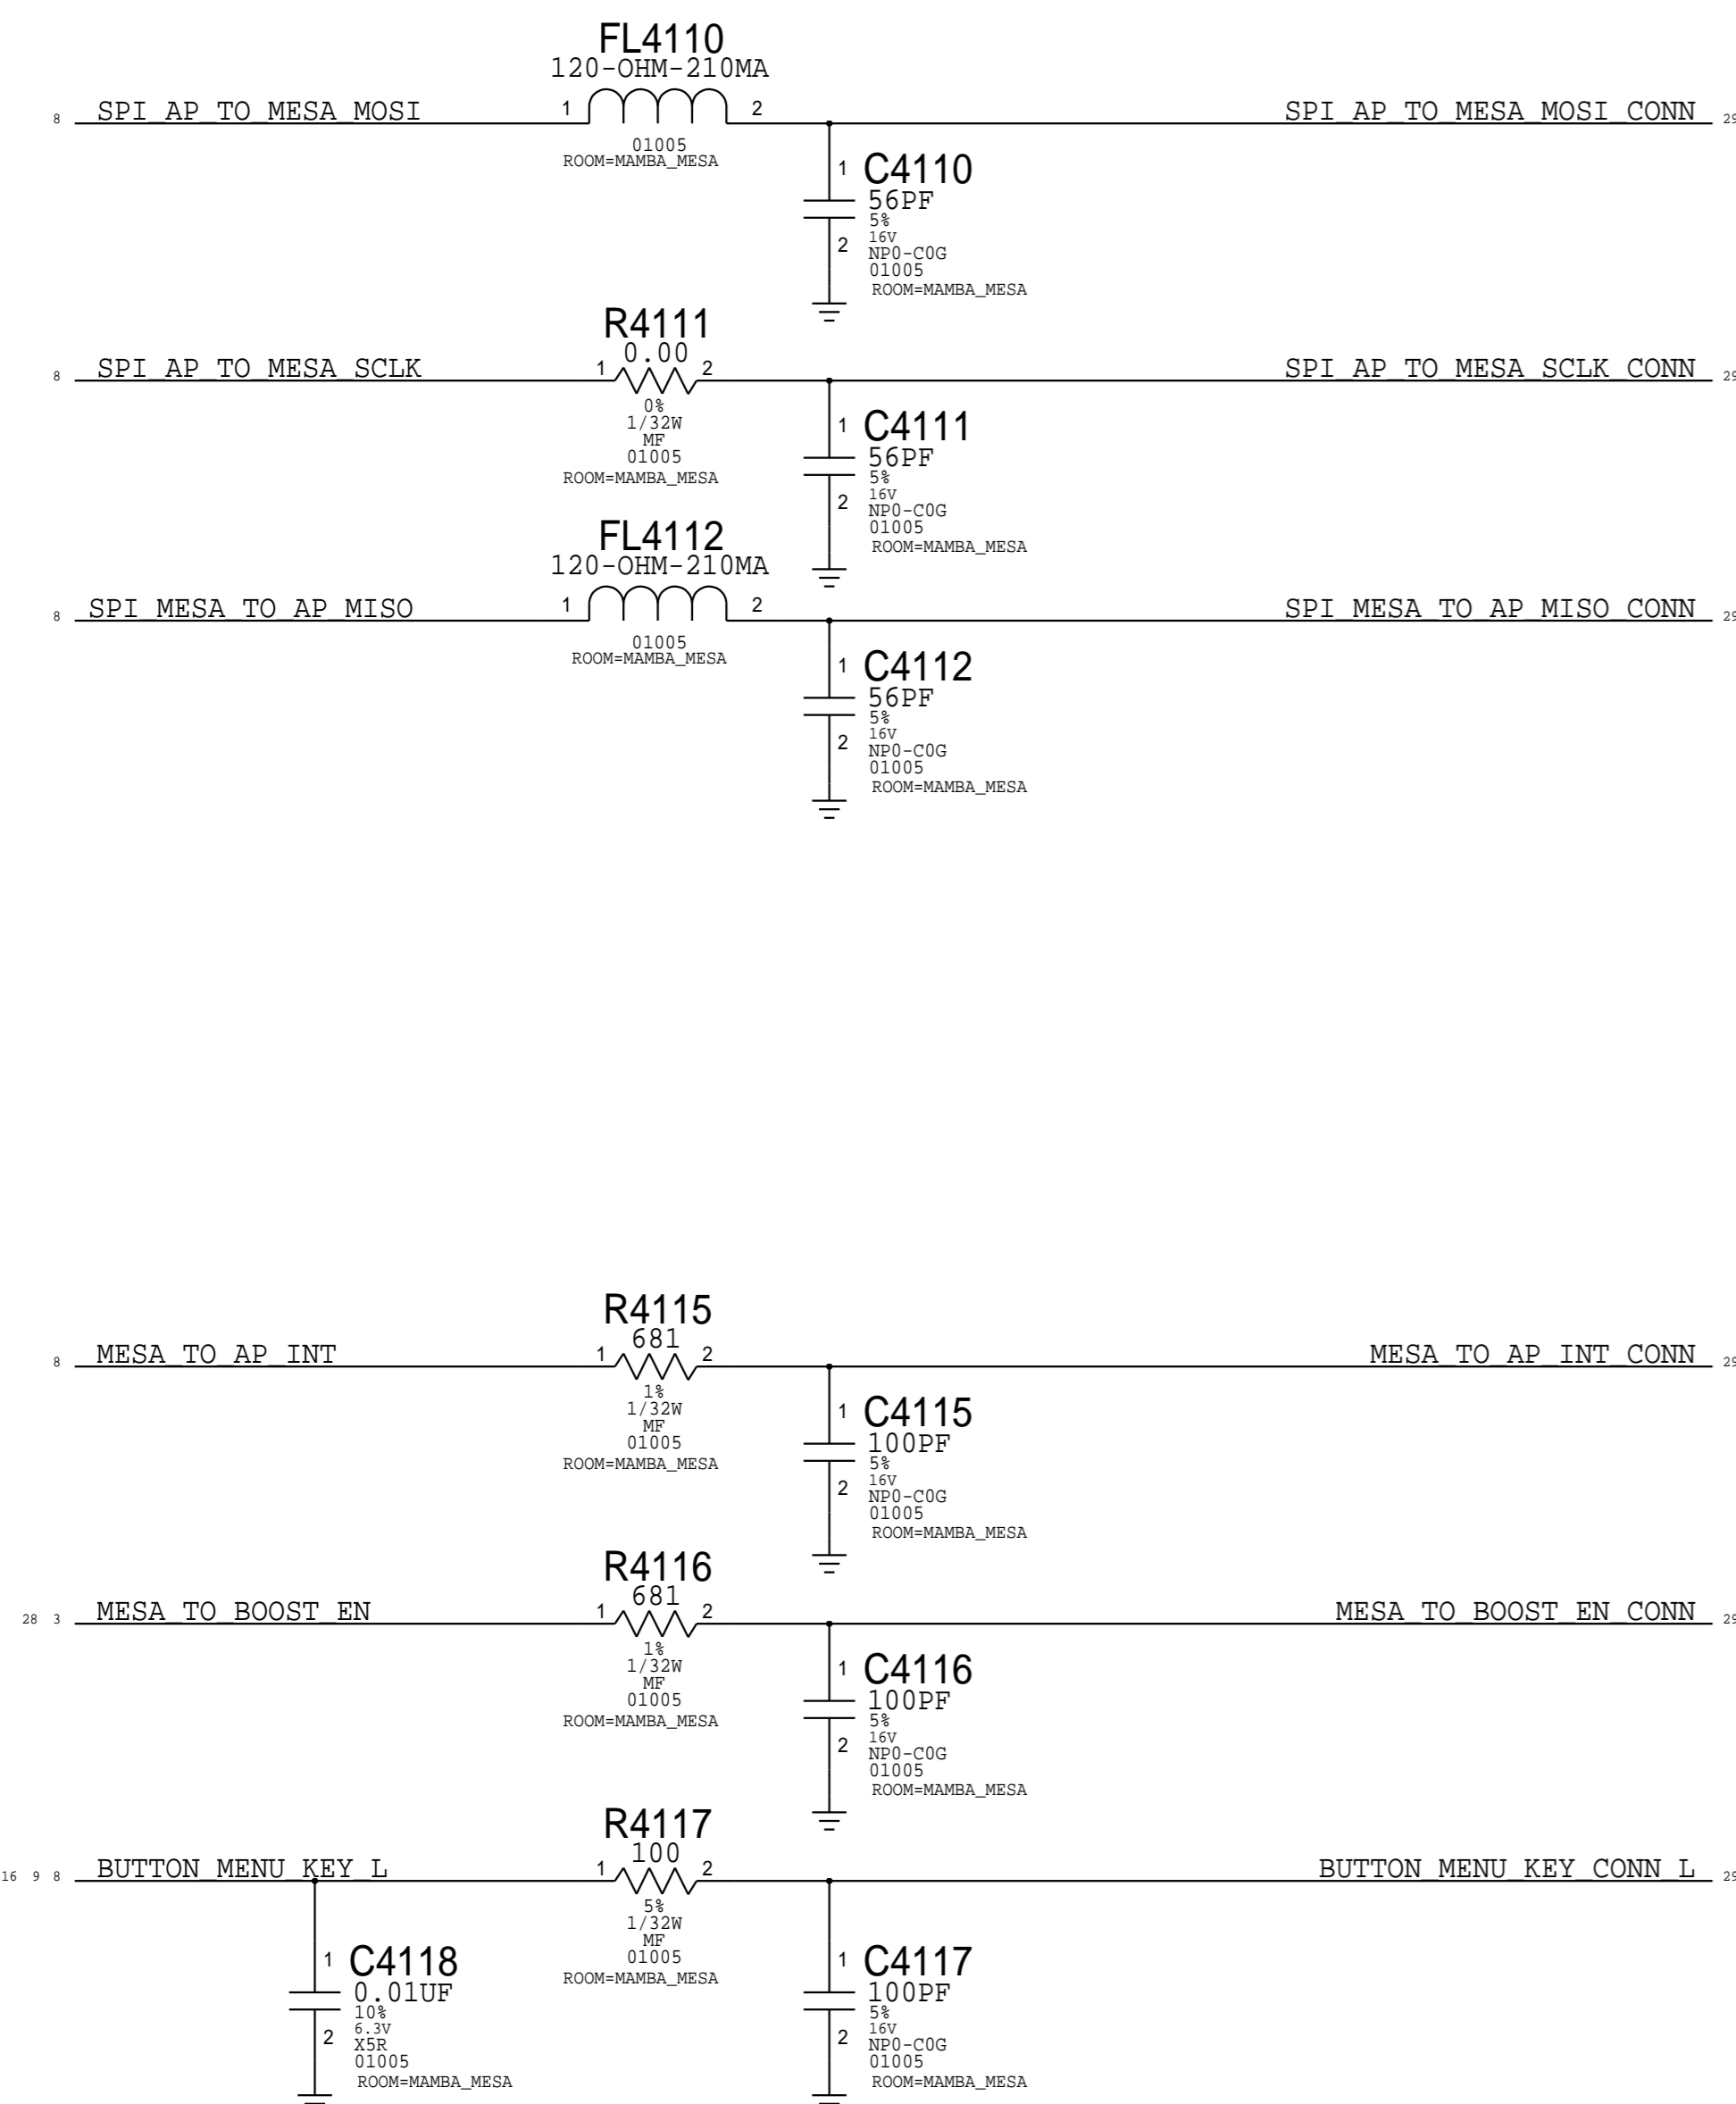 FL4110
120-OHM-210MA
8 SPI_AP_TO_MESA_MOSI 1 2 SPI_AP_TO_MESA_MOSI_CONN 29
01005
ROOM=MAMBA_MESA
1 C4110
56PF
5%
16V
2 NP0-C0G
01005
ROOM=MAMBA_MESA
R4111
0.00
8 SPI_AP_TO_MESA_SCLK 1 2 SPI_AP_TO_MESA_SCLK_CONN 29
0%
1/32W
MF
01005
ROOM=MAMBA_MESA
1 C4111
56PF
5%
16V
2 NP0-C0G
01005
ROOM=MAMBA_MESA
FL4112
120-OHM-210MA
8 SPI_MESA_TO_AP_MISO 1 2 SPI_MESA_TO_AP_MISO_CONN 29
01005
ROOM=MAMBA_MESA
1 C4112
56PF
5%
16V
2 NP0-C0G
01005
ROOM=MAMBA_MESA
R4115
681
8 MESA_TO_AP_INT 1 2 MESA_TO_AP_INT_CONN 29
1%
1/32W
MF
01005
ROOM=MAMBA_MESA
1 C4115
100PF
5%
16V
2 NP0-C0G
01005
ROOM=MAMBA_MESA
R4116
681
28 3 MESA_TO_BOOST_EN 1 2 MESA_TO_BOOST_EN_CONN 29
1%
1/32W
MF
01005
ROOM=MAMBA_MESA
1 C4116
100PF
5%
16V
2 NP0-C0G
01005
ROOM=MAMBA_MESA
R4117
100
16 9 8 BUTTON_MENU_KEY_L 1 2 BUTTON_MENU_KEY_CONN_L 29
5%
1/32W
MF
01005
ROOM=MAMBA_MESA
1 C4118
0.01UF
10%
6.3V
2 X5R
01005
ROOM=MAMBA_MESA
1 C4117
100PF
5%
16V
2 NP0-C0G
01005
ROOM=MAMBA_MESA